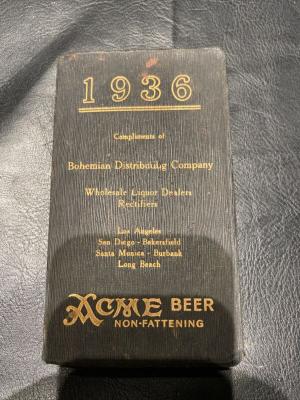 1936
Compliments of
Bohemian Distributing Company
Wholesale Liquor Dealers
Rectifiers
Los Angeles
San Diego - Bakersfield
Santa Monica - Burbank
Long Beach
ACME BEER
NON-FATTENING